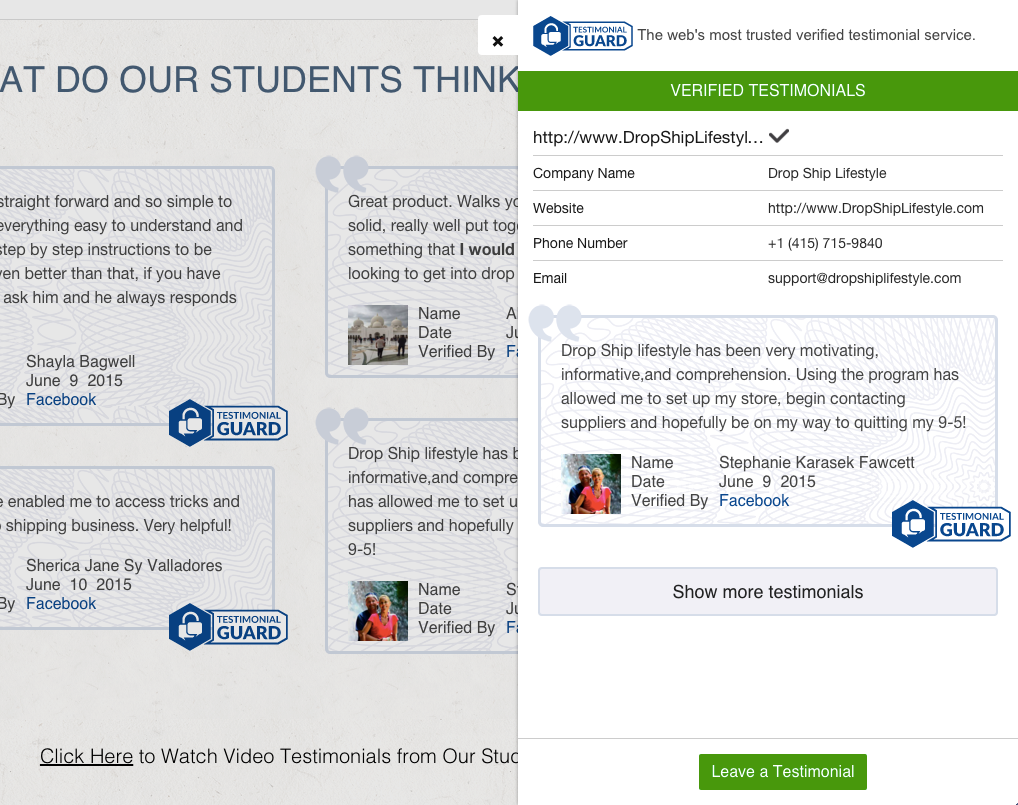 AT DO OUR STUDENTS THINK
straight forward and so simple to
everything easy to understand and
step by step instructions to be
ven better than that, if you have
ask him and he always responds
Shayla Bagwell
June 9 2015
By Facebook
TESTIMONIAL
GUARD
e enabled me to access tricks and
shipping business. Very helpful!
Sherica Jane Sy Valladores
June 10 2015
By Facebook
TESTIMONIAL
GUARD
Great product. Walks yo
solid, really well put toge
something that I would
looking to get into drop
Name
Date
Verified By
Drop Ship lifestyle has b
informative,and compre
has allowed me to set u
suppliers and hopefully
9-5!
Name
Date
Verified By
Click Here to Watch Video Testimonials from Our Stud
×
TESTIMONIAL
GUARD
The web's most trusted verified testimonial service.
VERIFIED TESTIMONIALS
http://www.DropShipLifestyl...
Company Name Drop Ship Lifestyle
Website http://www.DropShipLifestyle.com
Phone Number +1 (415) 715-9840
Email support@dropshiplifestyle.com
Drop Ship lifestyle has been very motivating,
informative,and comprehension. Using the program has
allowed me to set up my store, begin contacting
suppliers and hopefully be on my way to quitting my 9-5!
Name Stephanie Karasek Fawcett
Date June 9 2015
Verified By Facebook
TESTIMONIAL
GUARD
Show more testimonials
Leave a Testimonial